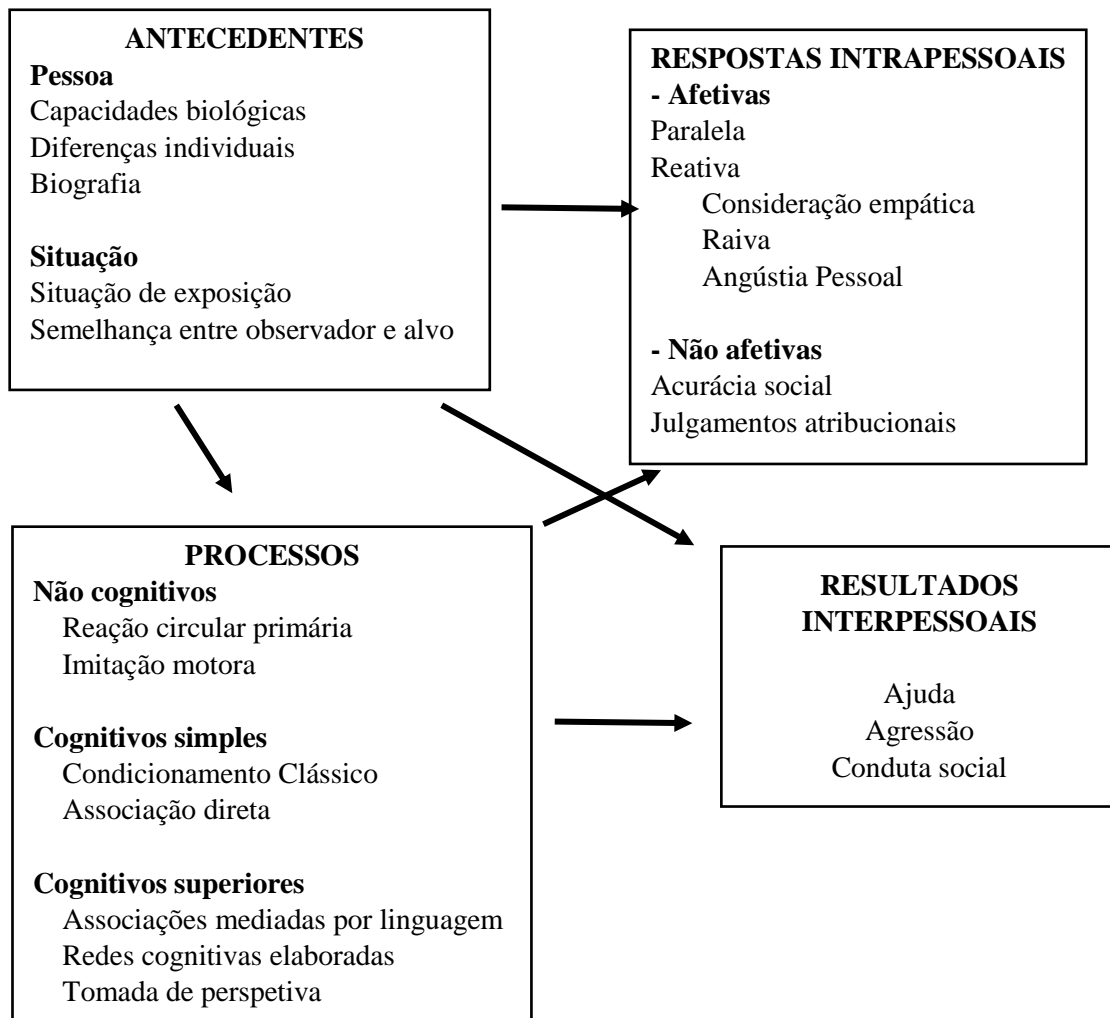 ANTECEDENTES
Pessoa
Capacidades biológicas
Diferenças individuais
Biografia
Situação
Situação de exposição
Semelhança entre observador e alvo
RESPOSTAS INTRAPESSOAIS
- Afetivas
Paralela
Reativa
Consideração empática
Raiva
Angústia Pessoal
- Não afetivas
Acurácia social
Julgamentos atribucionais
PROCESSOS
Não cognitivos
Reação circular primária
Imitação motora
Cognitivos simples
Condicionamento Clássico
Associação direta
Cognitivos superiores
Associações mediadas por linguagem
Redes cognitivas elaboradas
Tomada de perspetiva
RESULTADOS
INTERPESSOAIS
Ajuda
Agressão
Conduta social